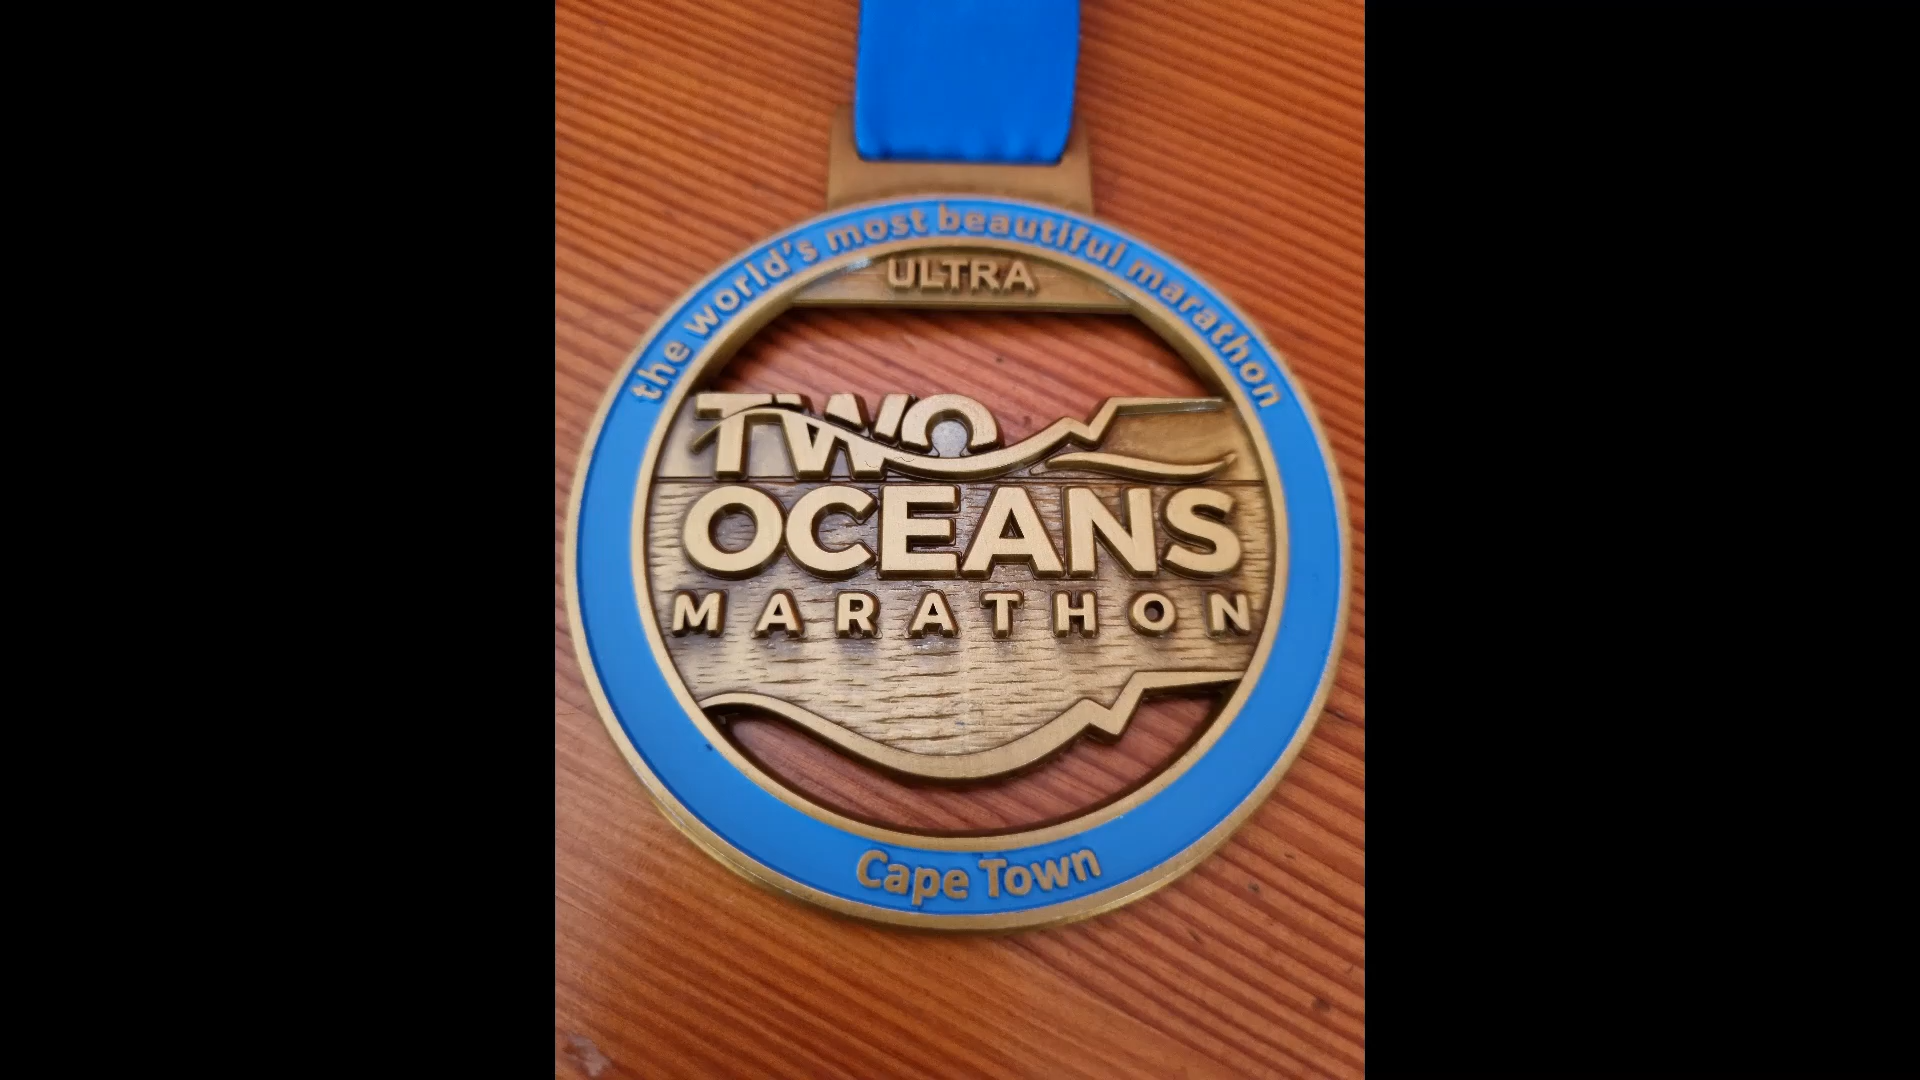 the world's most beautiful marathon
ULTRA
TWO
OCEANS
MARATHON
Cape Town